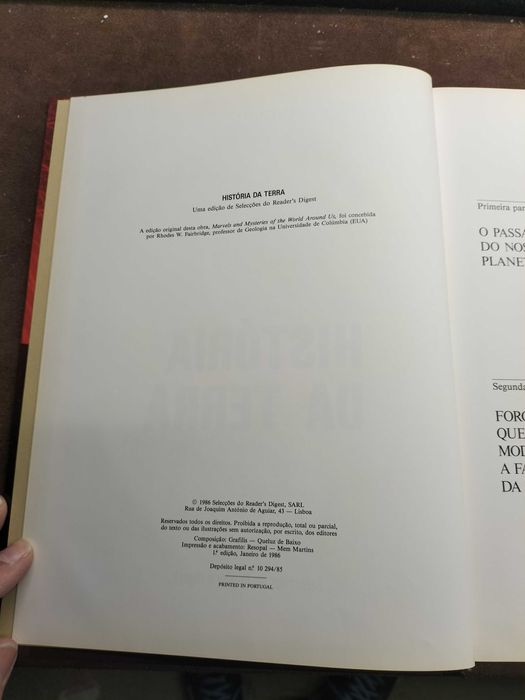 HISTÓRIA DA TERRA
Uma edição de Selecções do Reader's Digest
A edição original desta obra, Marvels and Mysteries of the World Around Us, foi concebida
por Rhodes W. Fairbridge, professor de Geologia na Universidade de Colúmbia (EUA)
HISTÓRIA
DA TERRA
© 1986 Selecções do Reader's Digest, SARL
Rua de Joaquim António de Aguiar, 43 — Lisboa
Reservados todos os direitos. Proibida a reprodução, total ou parcial,
do texto ou das ilustrações sem autorização, por escrito, dos editores
Composição: Grafilis — Queluz de Baixo
Impressão e acabamento: Resopal — Mem Martins
1.ª edição, Janeiro de 1986
Depósito legal n.º 10 294/85
PRINTED IN PORTUGAL
Primeira par
O PASSA
DO NOS
PLANE
Segunda
FORÇ
QUE
MOD
A FA
DA